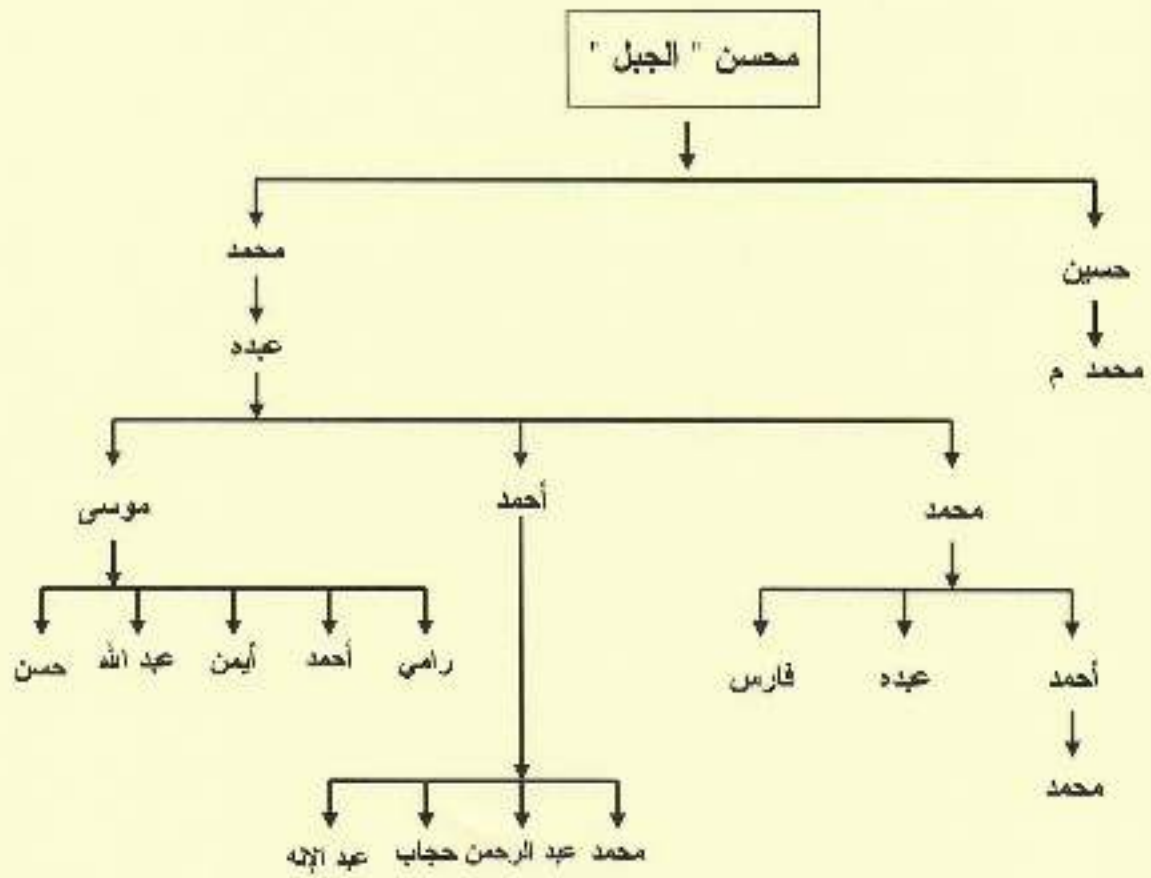 محسن " الجبل "
حسين
محمد
محمد م
عبده
محمد
أحمد
موسى
أحمد
عبده
فارس
رامي
أحمد
أيمن
عبد الله
حسن
محمد
محمد
عبد الرحمن
حجاب
عبد الإله